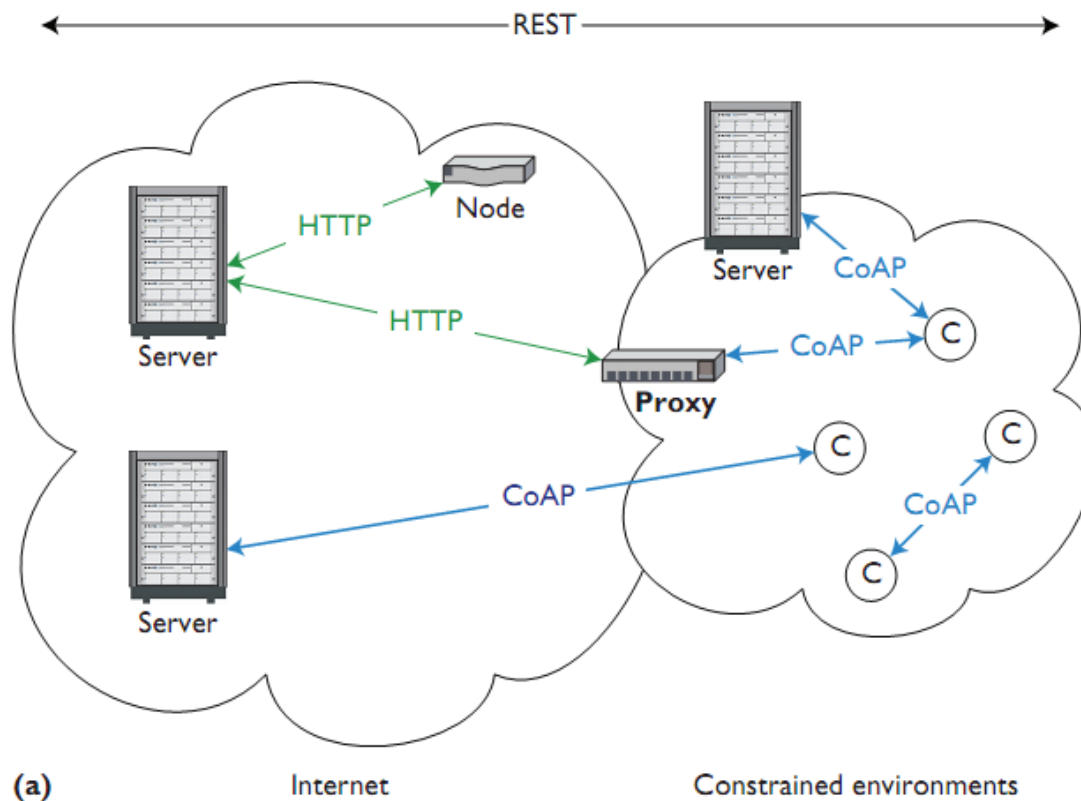 REST
Node
HTTP
Server
CoAP
HTTP
Server
C
CoAP
Proxy
C
C
CoAP
CoAP
C
Server
(a)
Internet
Constrained environments